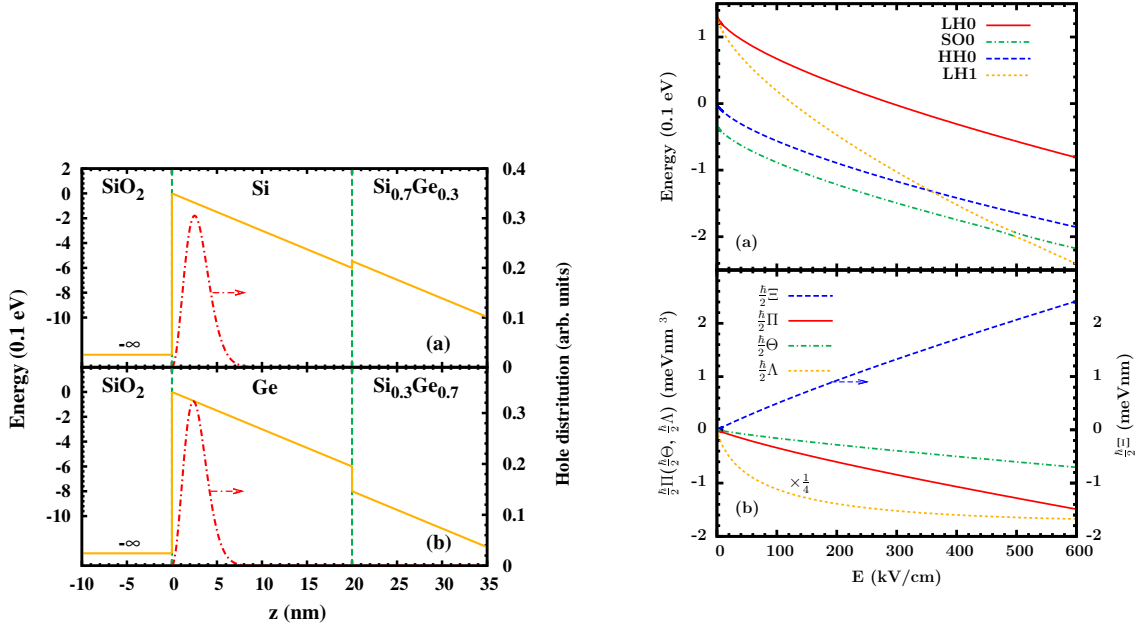 SiO2 Si Si0.7Ge0.3
2
0
-2
-4
-6
-8
-10
-∞
(a)
0.4
0.3
0.2
0.1
0
SiO2 Ge Si0.3Ge0.7
0
-2
-4
-6
-8
-10
-∞
(b)
0.3
0.2
0.1
0
Energy (0.1 eV)
Hole distritution (arb. units)
-10 -5 0 5 10 15 20 25 30 35
z (nm)
LH0
SO0
HH0
LH1
1
0
-1
-2
Energy (0.1 eV)
(a)
ħ/2 Ξ
ħ/2 Π
ħ/2 Θ
ħ/2 Λ
2
1
0
-1
-2
×1/4
(b)
2
1
0
-1
-2
ħ/2 Π(ħ/2 Θ, ħ/2 Λ) (meVnm 3)
ħ/2 Ξ (meVnm)
0 100 200 300 400 500 600
E (kV/cm)